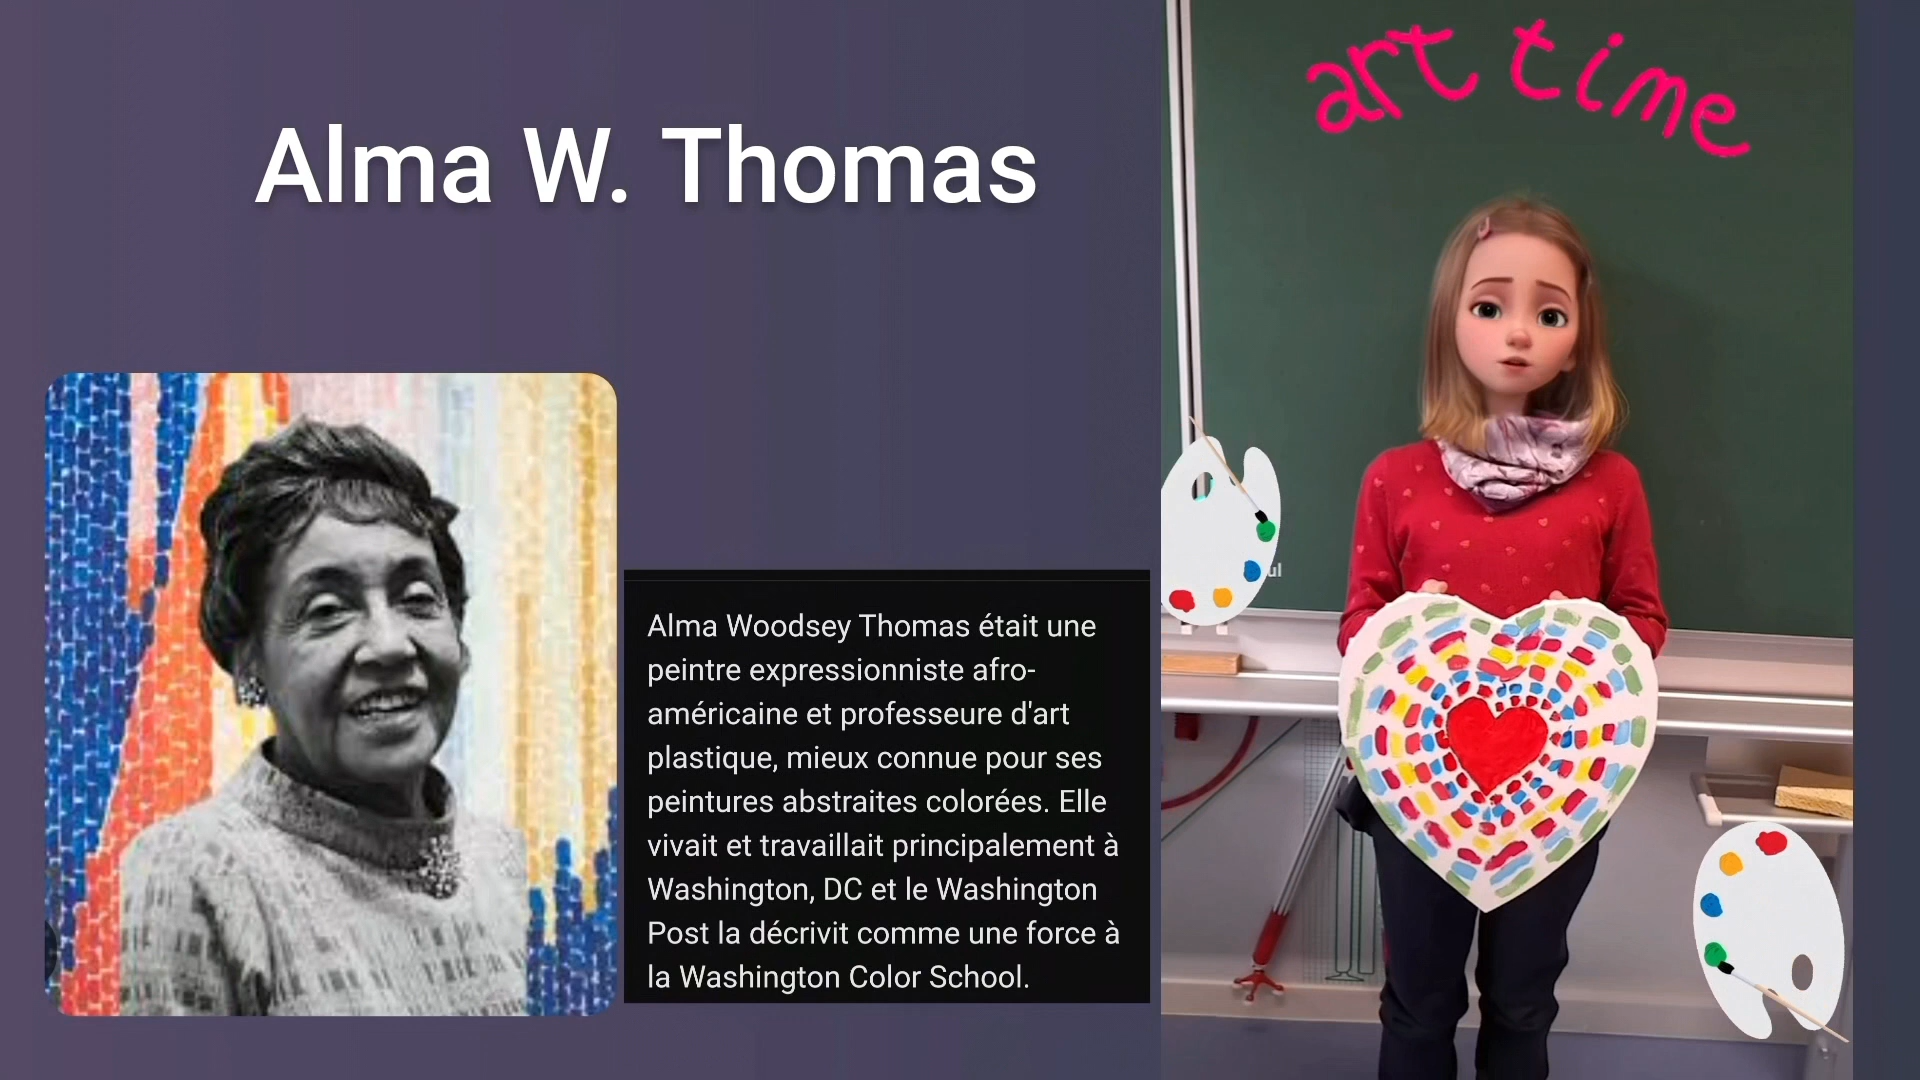 Alma W. Thomas
art time
Alma Woodsey Thomas était une
peintre expressionniste afro-
américaine et professeure d'art
plastique, mieux connue pour ses
peintures abstraites colorées. Elle
vivait et travaillait principalement à
Washington, DC et le Washington
Post la décrivit comme une force à
la Washington Color School.